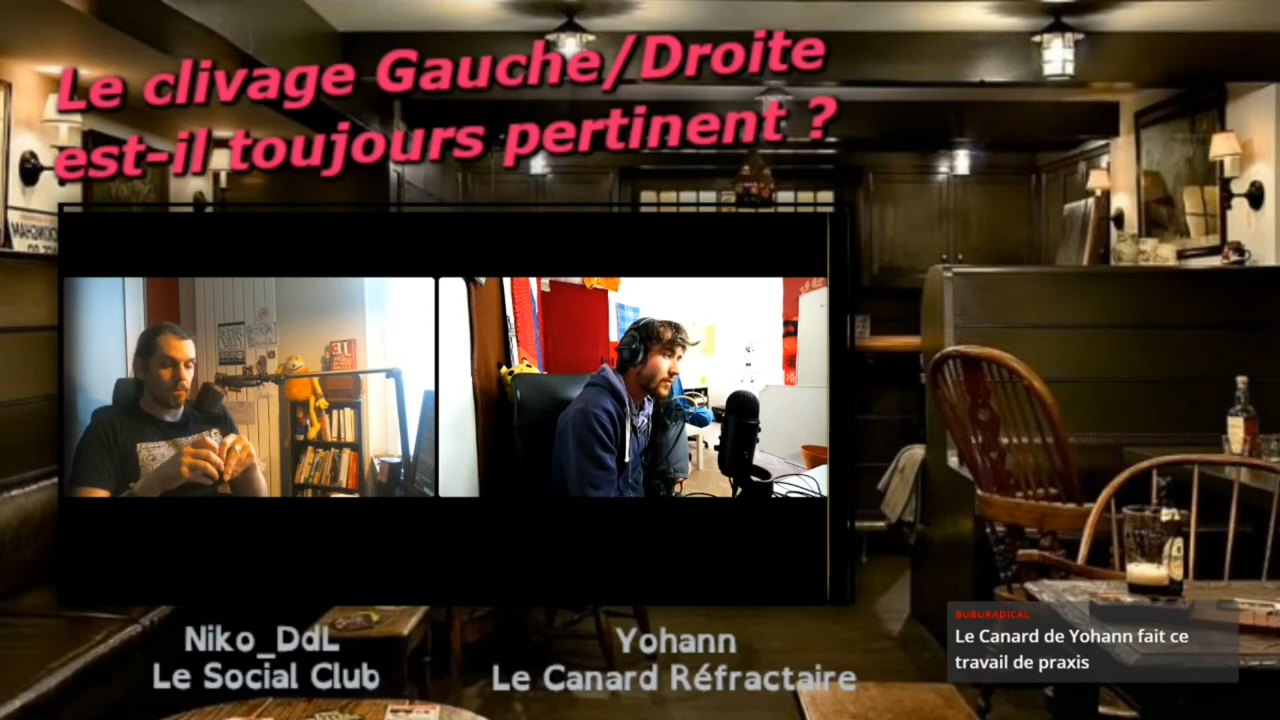 Le clivage Gauche/Droite
est-il toujours pertinent ?
Niko_DdL
Le Social Club
Yohann
Le Canard Réfractaire
BUBURADICAL
Le Canard de Yohann fait ce
travail de praxis